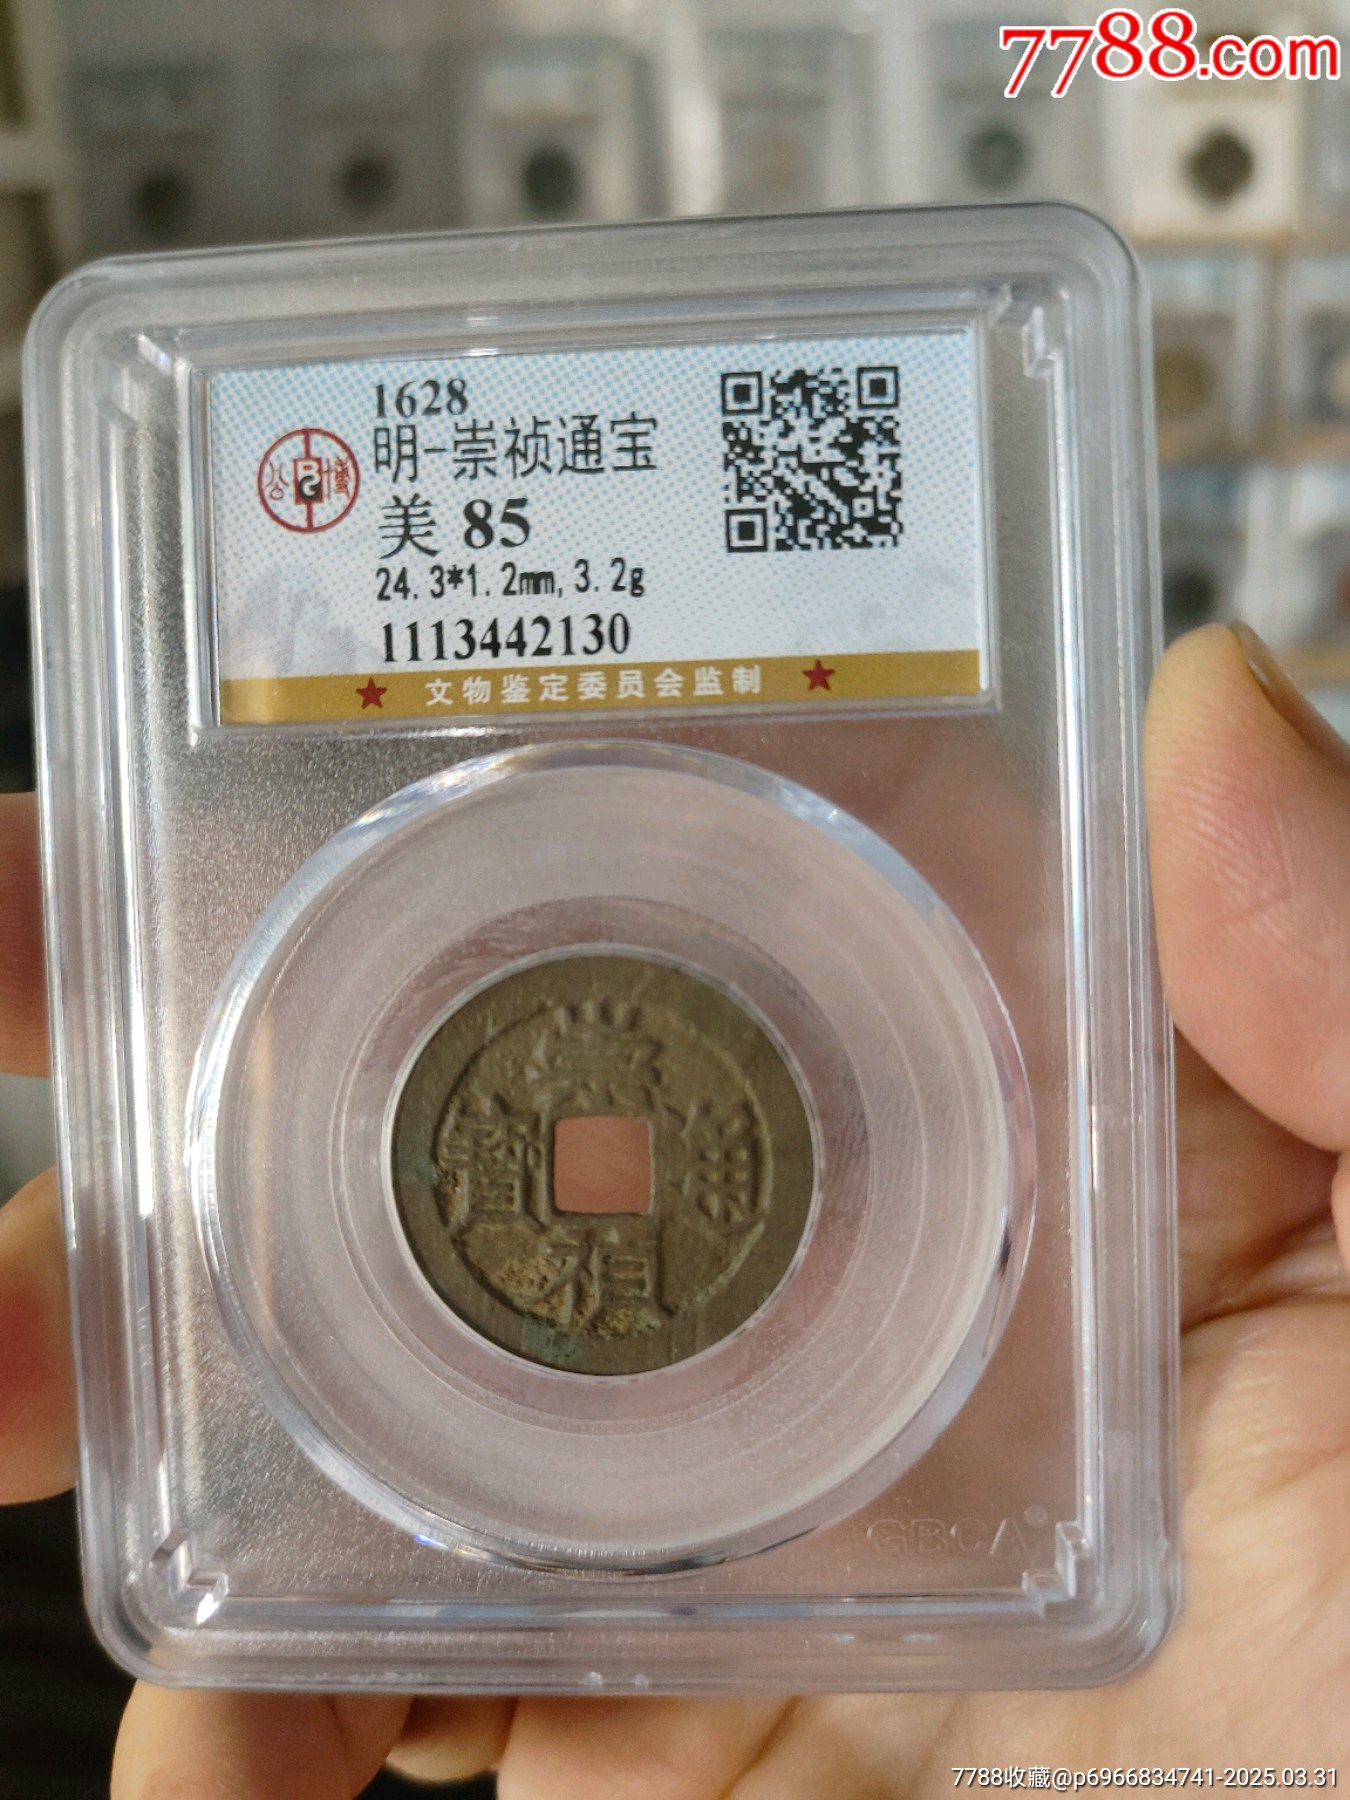 7788.com
1628
明-崇祯通宝
美 85
24.3*1.2mm,3.2g
1113442130
公 博
★ 文物鉴定委员会监制 ★
崇
寶 通
禎
GBCA
7788收藏@p6966834741-2025.03.31